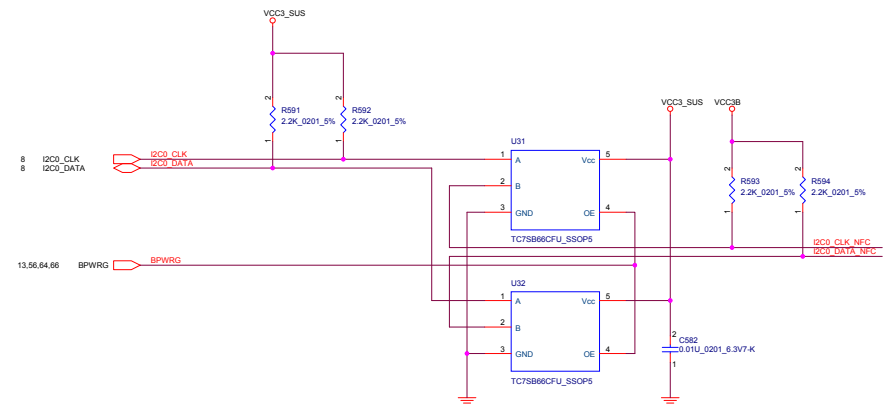 VCC3_SUS
2 2
R591 R592
2.2K_0201_5% 2.2K_0201_5%
1 1
VCC3_SUS VCC3B
U31
8 I2C0_CLK I2C0_CLK 1 A Vcc 5
8 I2C0_DATA I2C0_DATA
2 B
2 2
R593 R594
2.2K_0201_5% 2.2K_0201_5%
1 1
3 GND OE 4
TC7SB66CFU_SSOP5
I2C0_CLK_NFC
I2C0_DATA_NFC
13,56,64,66 BPWRG BPWRG
U32
1 A Vcc 5
2 B
2
C582
0.01U_0201_6.3V7-K
1
3 GND OE 4
TC7SB66CFU_SSOP5